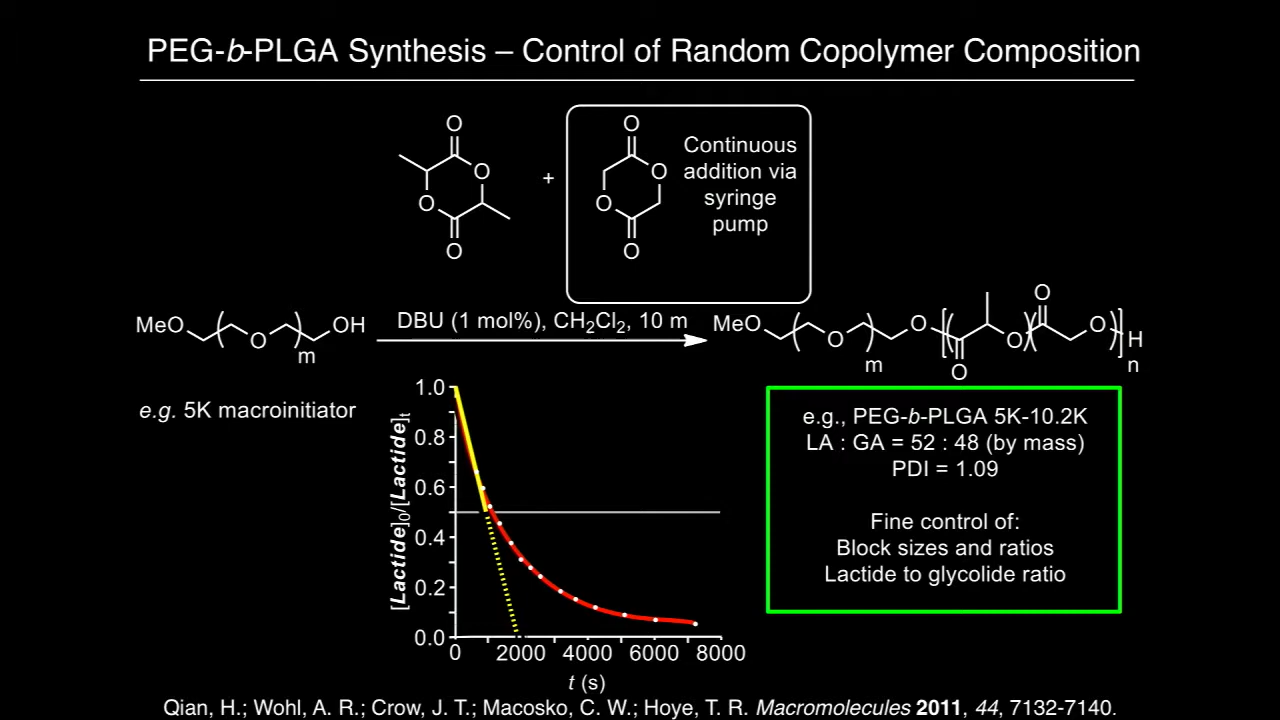 PEG-b-PLGA Synthesis – Control of Random Copolymer Composition
O
O
O
O
+
O
O
O
O
Continuous
addition via
syringe
pump
MeO
O
m
OH
DBU (1 mol%), CH2Cl2, 10 m
MeO
O
m
O
O
O
O
O
H
n
e.g. 5K macroinitiator
[Lactide]0/[Lactide]t
1.0
0.8
0.6
0.4
0.2
0.0
0 2000 4000 6000 8000
t (s)
e.g., PEG-b-PLGA 5K-10.2K
LA : GA = 52 : 48 (by mass)
PDI = 1.09
Fine control of:
Block sizes and ratios
Lactide to glycolide ratio
Qian, H.; Wohl, A. R.; Crow, J. T.; Macosko, C. W.; Hoye, T. R. Macromolecules 2011, 44, 7132-7140.